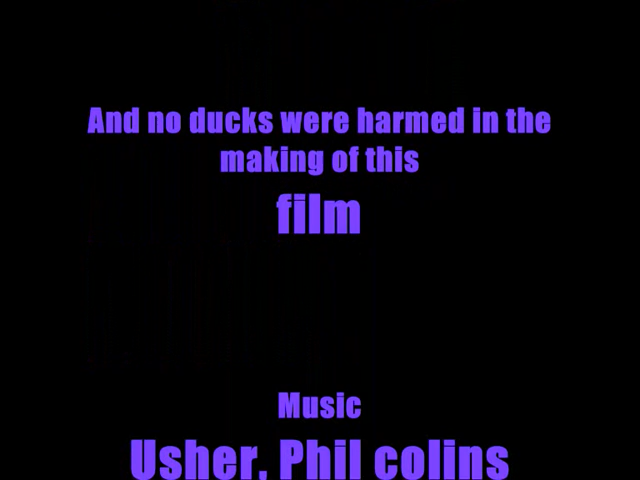 And no ducks were harmed in the
making of this
film
Music
Usher, Phil colins